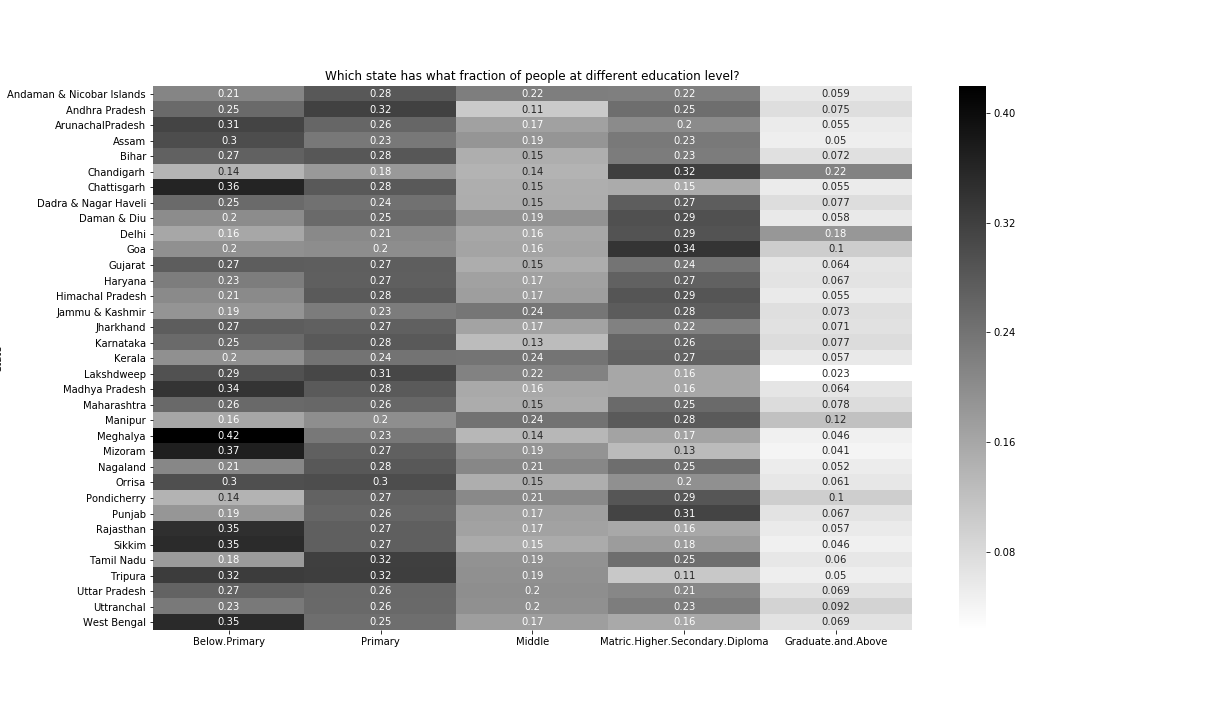 Which state has what fraction of people at different education level?
Andaman & Nicobar Islands 0.21 0.28 0.22 0.22 0.059
Andhra Pradesh 0.25 0.32 0.11 0.25 0.075
ArunachalPradesh 0.31 0.26 0.17 0.2 0.055
Assam 0.3 0.23 0.19 0.23 0.05
Bihar 0.27 0.28 0.15 0.23 0.072
Chandigarh 0.14 0.18 0.14 0.32 0.22
Chattisgarh 0.36 0.28 0.15 0.15 0.055
Dadra & Nagar Haveli 0.25 0.24 0.15 0.27 0.077
Daman & Diu 0.2 0.25 0.19 0.29 0.058
Delhi 0.16 0.21 0.16 0.29 0.18
Goa 0.2 0.2 0.16 0.34 0.1
Gujarat 0.27 0.27 0.15 0.24 0.064
Haryana 0.23 0.27 0.17 0.27 0.067
Himachal Pradesh 0.21 0.28 0.17 0.29 0.055
Jammu & Kashmir 0.19 0.23 0.24 0.28 0.073
Jharkhand 0.27 0.27 0.17 0.22 0.071
Karnataka 0.25 0.28 0.13 0.26 0.077
Kerala 0.2 0.24 0.24 0.27 0.057
Lakshdweep 0.29 0.31 0.22 0.16 0.023
Madhya Pradesh 0.34 0.28 0.16 0.16 0.064
Maharashtra 0.26 0.26 0.15 0.25 0.078
Manipur 0.16 0.2 0.24 0.28 0.12
Meghalya 0.42 0.23 0.14 0.17 0.046
Mizoram 0.37 0.27 0.19 0.13 0.041
Nagaland 0.21 0.28 0.21 0.25 0.052
Orrisa 0.3 0.3 0.15 0.2 0.061
Pondicherry 0.14 0.27 0.21 0.29 0.1
Punjab 0.19 0.26 0.17 0.31 0.067
Rajasthan 0.35 0.27 0.17 0.16 0.057
Sikkim 0.35 0.27 0.15 0.18 0.046
Tamil Nadu 0.18 0.32 0.19 0.25 0.06
Tripura 0.32 0.32 0.19 0.11 0.05
Uttar Pradesh 0.27 0.26 0.2 0.21 0.069
Uttranchal 0.23 0.26 0.2 0.23 0.092
West Bengal 0.35 0.25 0.17 0.16 0.069
Below.Primary Primary Middle Matric.Higher.Secondary.Diploma Graduate.and.Above
0.40
0.32
0.24
0.16
0.08